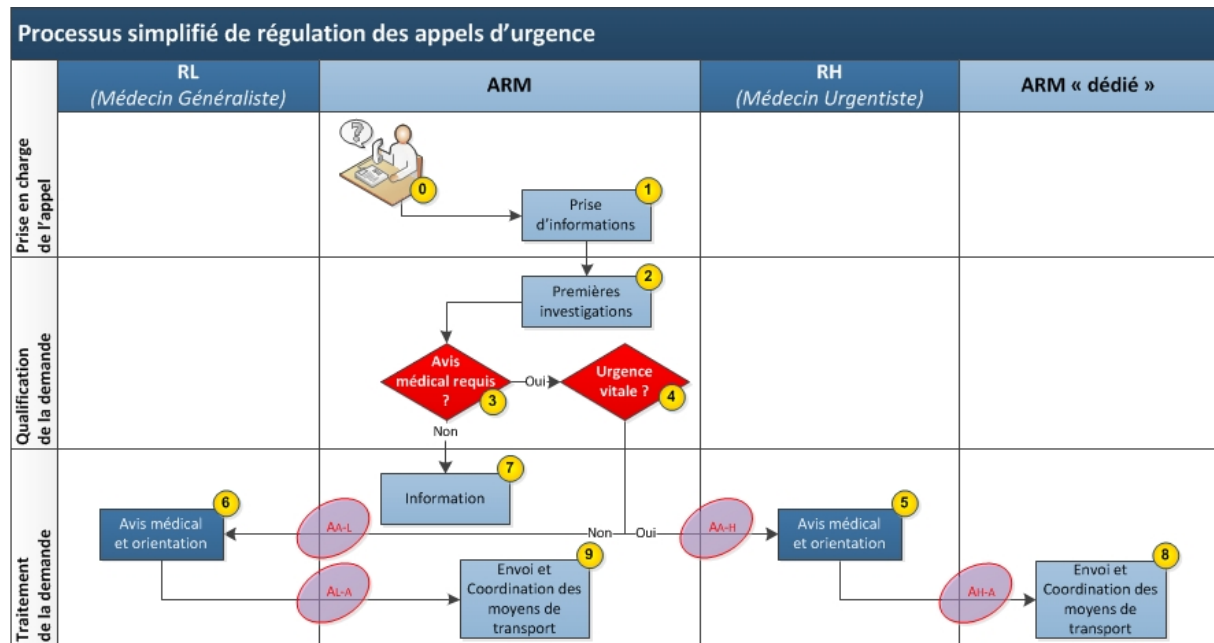 Processus simplifié de régulation des appels d'urgence
RL
(Médecin Généraliste)
ARM
RH
(Médecin Urgentiste)
ARM « dédié »
Prise en charge
de l'appel
?
0
1
Prise
d'informations
Qualification
de la demande
2
Premières
investigations
Avis
médical requis
?
3
Oui
Urgence
vitale ?
4
Non
Traitement
de la demande
7
Information
6
Avis médical
et orientation
AA-L
Non
Oui
AA-H
5
Avis médical
et orientation
AL-A
9
Envoi et
Coordination des
moyens de
transport
AH-A
8
Envoi et
Coordination des
moyens de
transport